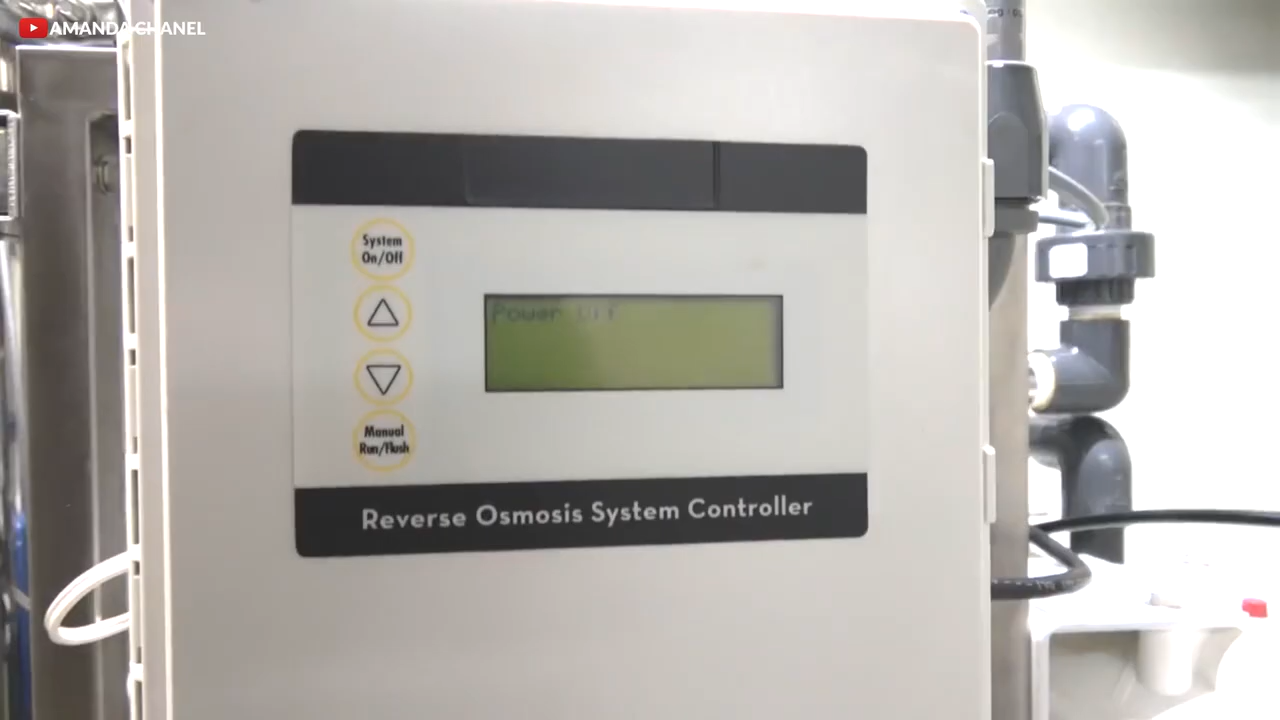 AMANDA CHANEL
System
On/Off
Power Off
Manual
Run/Flush
Reverse Osmosis System Controller